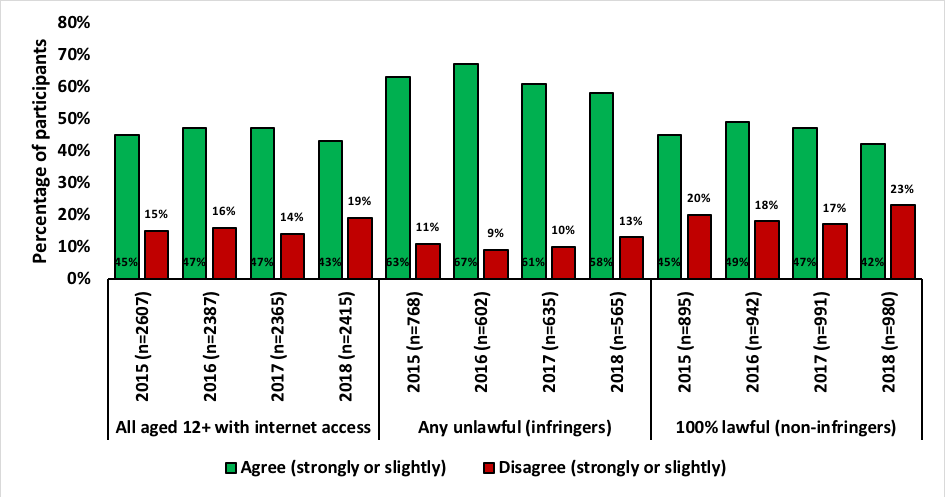 80%
70%
60%
50%
40%
30%
20%
10%
0%
Percentage of participants
45%
15%
47%
16%
47%
14%
43%
19%
63%
11%
67%
9%
61%
10%
58%
13%
45%
20%
49%
18%
47%
17%
42%
23%
2015 (n=2607)
2016 (n=2387)
2017 (n=2365)
2018 (n=2415)
2015 (n=768)
2016 (n=602)
2017 (n=635)
2018 (n=565)
2015 (n=895)
2016 (n=942)
2017 (n=991)
2018 (n=980)
All aged 12+ with internet access
Any unlawful (infringers)
100% lawful (non-infringers)
Agree (strongly or slightly)
Disagree (strongly or slightly)